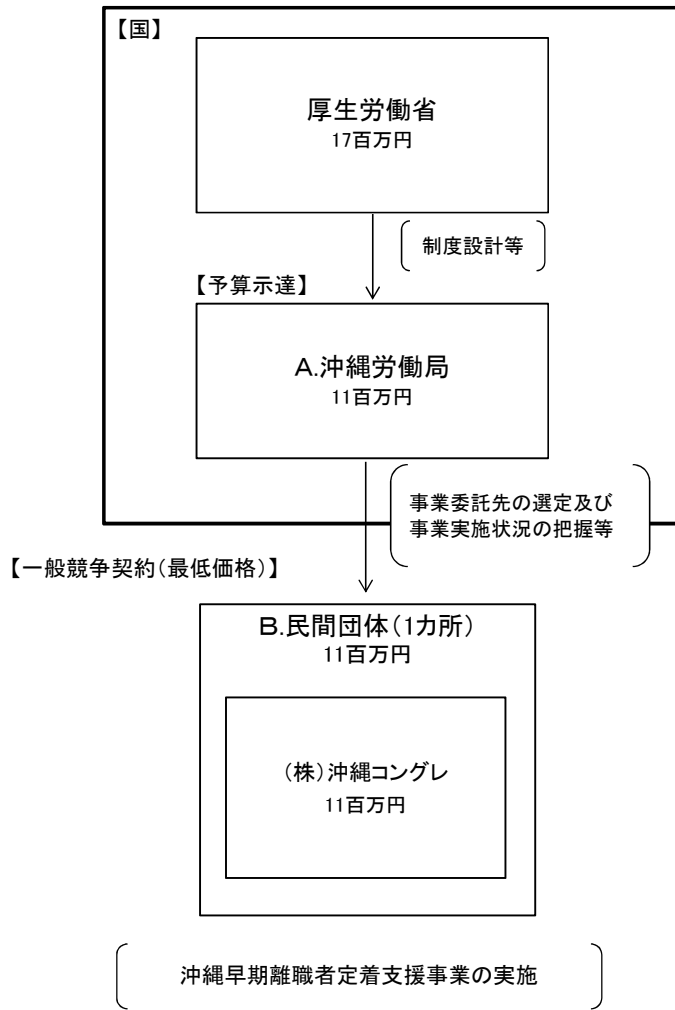 【国】
厚生労働省
17百万円
制度設計等
【予算示達】
A.沖縄労働局
11百万円
事業委託先の選定及び
事業実施状況の把握等
【一般競争契約(最低価格)】
B.民間団体(1カ所)
11百万円
(株)沖縄コングレ
11百万円
沖縄早期離職者定着支援事業の実施